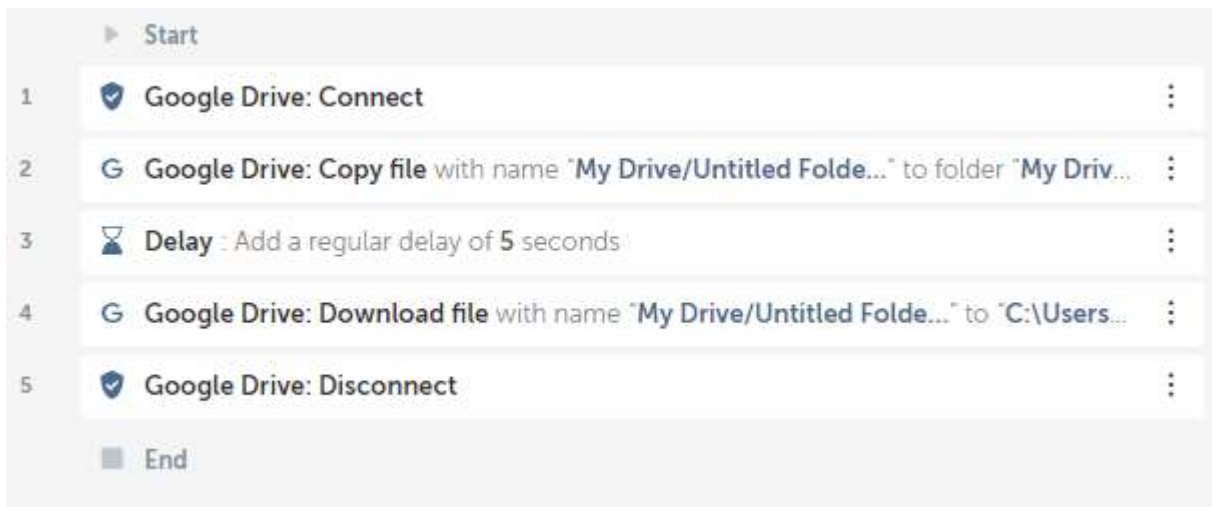 Start
1 Google Drive: Connect
2 Google Drive: Copy file with name "My Drive/Untitled Folde..." to folder "My Driv...
3 Delay : Add a regular delay of 5 seconds
4 Google Drive: Download file with name "My Drive/Untitled Folde..." to "C:\Users...
5 Google Drive: Disconnect
End